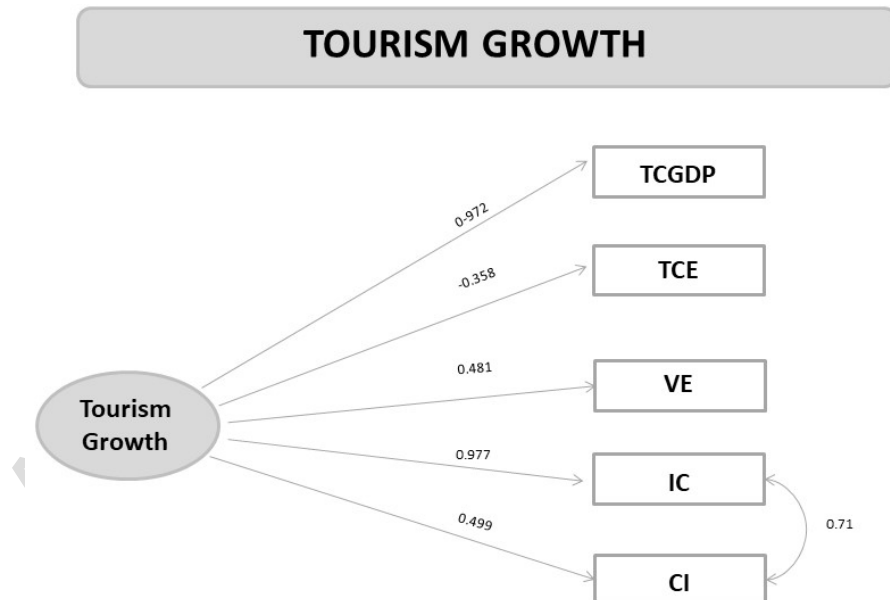 TOURISM GROWTH
TCGDP
0-972
TCE
-0.358
VE
0.481
Tourism
Growth
IC
0.977
0.71
0.499
CI